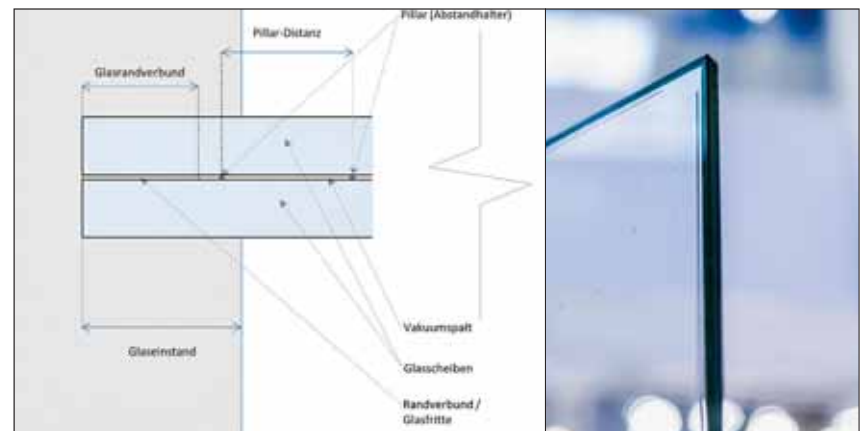 Pillar (Abstandhalter)
Pillar-Distanz
Glasrandverbund
Vakuumspalt
Glaseinstand
Glasscheiben
Randverbund /
Glasfritte